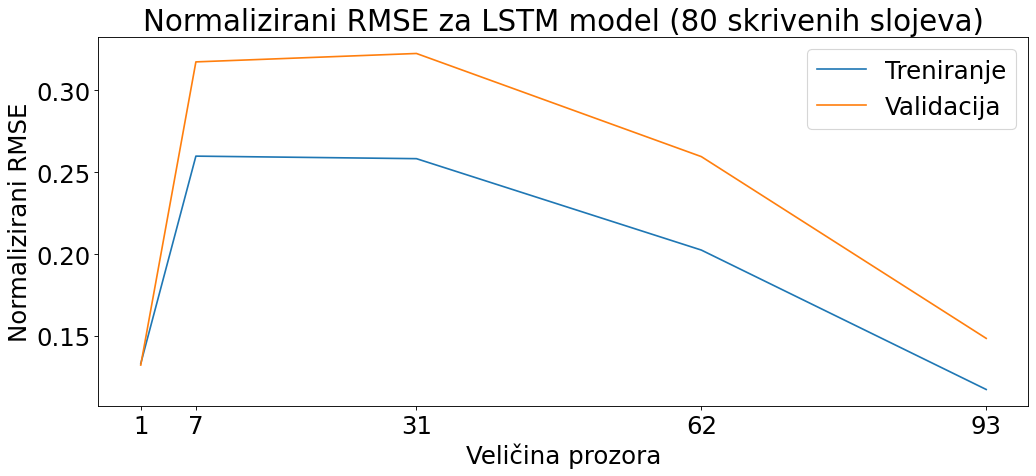 Normalizirani RMSE za LSTM model (80 skrivenih slojeva)
Treniranje
Validacija
Normalizirani RMSE
0.30
0.25
0.20
0.15
1 7 31 62 93
Veličina prozora